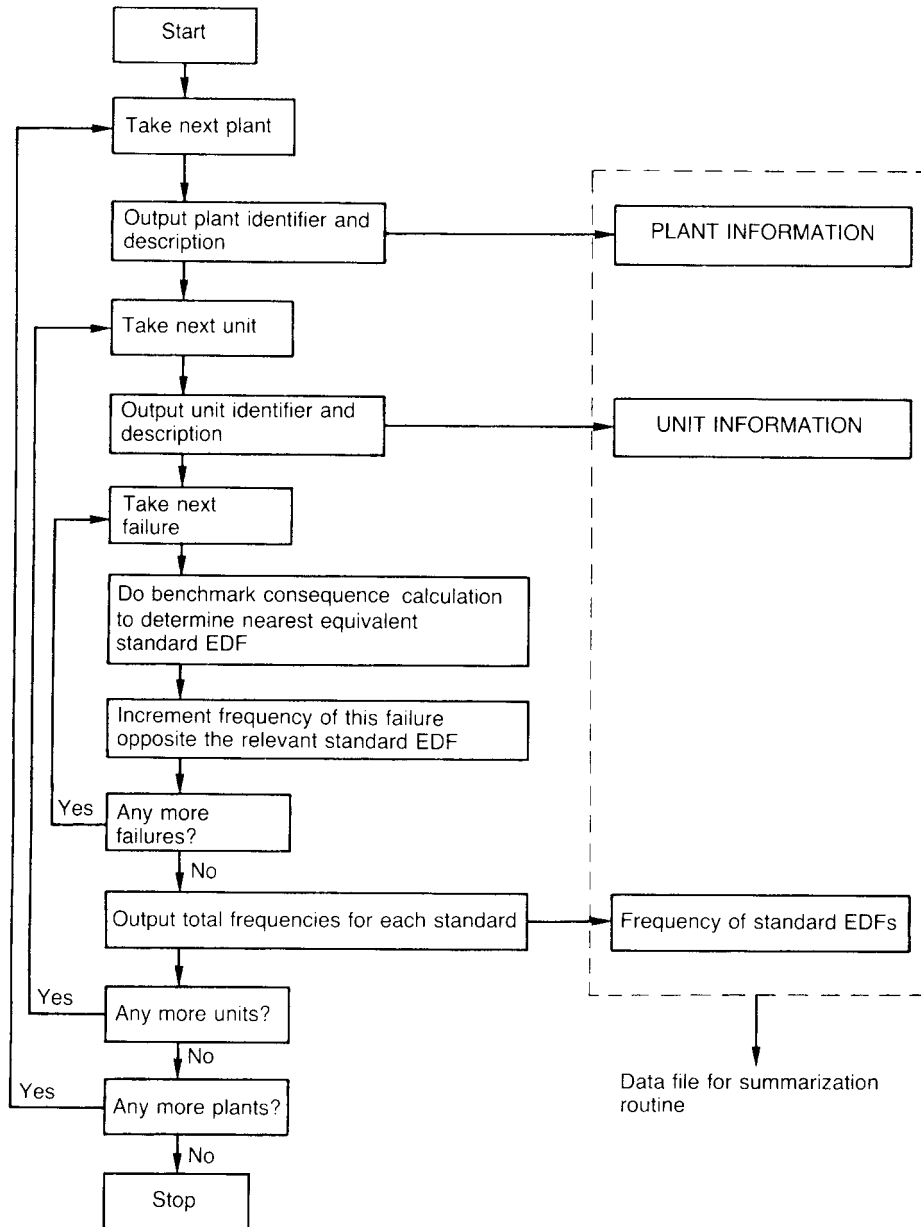 Start
Take next plant
Output plant identifier and
description
PLANT INFORMATION
Take next unit
Output unit identifier and
description
UNIT INFORMATION
Take next
failure
Do benchmark consequence calculation
to determine nearest equivalent
standard EDF
Increment frequency of this failure
opposite the relevant standard EDF
Yes
Any more
failures?
No
Output total frequencies for each standard
Frequency of standard EDFs
Yes
Any more units?
No
Yes
Any more plants?
Data file for summarization
routine
No
Stop